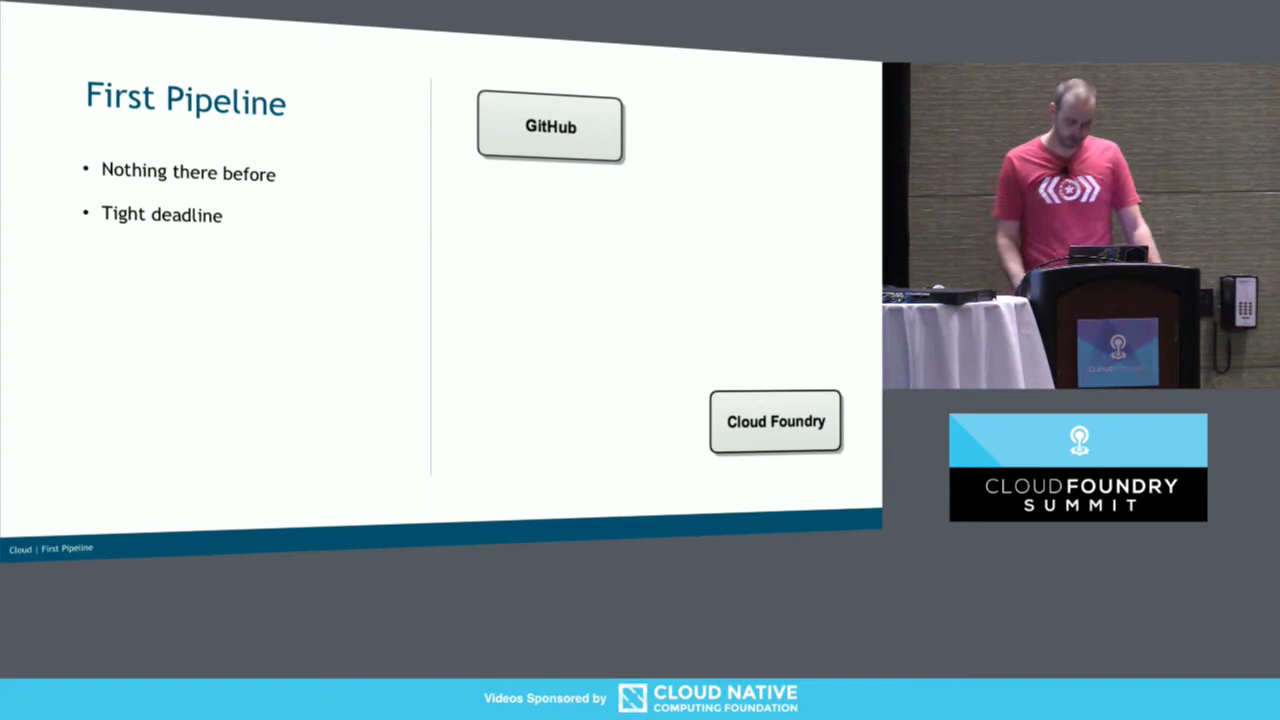 First Pipeline
• Nothing there before
• Tight deadline
GitHub
Cloud Foundry
Cloud | First Pipeline
CLOUD FOUNDRY
CLOUDFOUNDRY
SUMMIT
Videos Sponsored by
CLOUD NATIVE
COMPUTING FOUNDATION